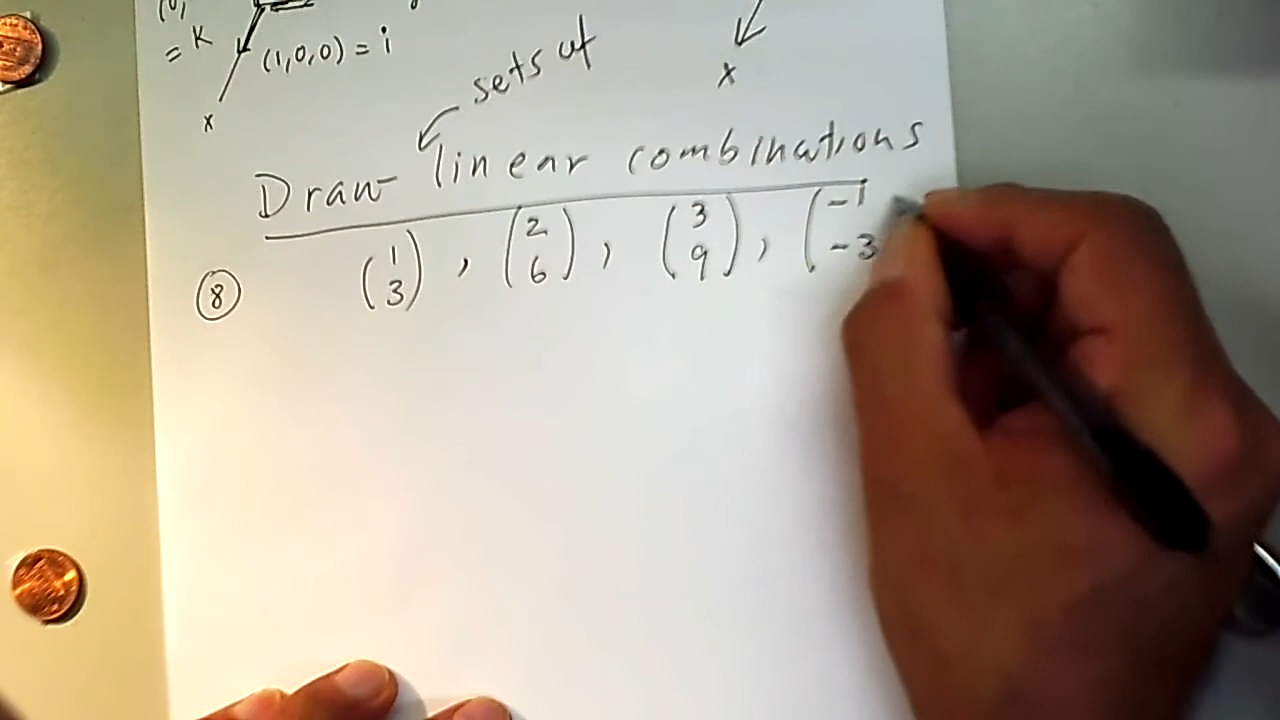 = K
(1,0,0) = i
x
x
sets of
Draw linear combinations
⑧ (1 3), (2 6), (3 9), (-1 -3